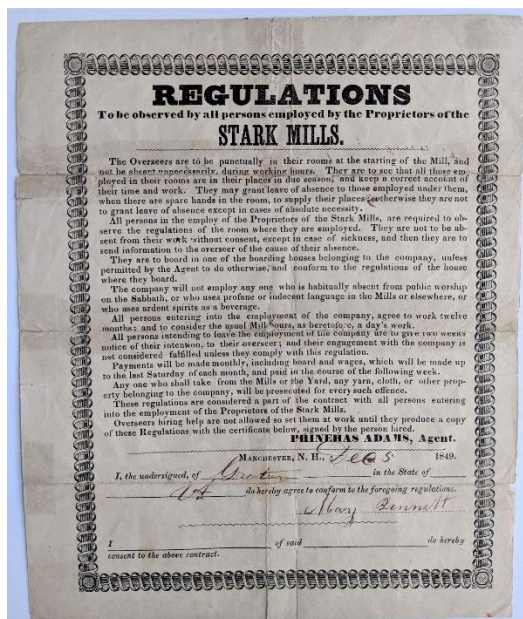 REGULATIONS
To be observed by all persons employed by the Proprietors of the
STARK MILLS.
The Overseers are to be punctually in their rooms at the starting of the Mill, and
not be absent unnecessarily, during working hours. They are to see that all those em-
ployed in their rooms are in their places in due season, and keep a correct account of
their time and work. They may grant leave of absence to those employed under them,
when there are spare hands in the room, to supply their places; otherwise they are not
to grant leave of absence except in cases of absolute necessity.
All persons in the employ of the Proprietors of the Stark Mills, are required to ob-
serve the regulations of the room where they are employed. They are not to be ab-
sent from their work without consent, except in case of sickness, and then they are to
send information to the overseer of the cause of their absence.
They are to board in one of the boarding houses belonging to the company, unless
permitted by the Agent to do otherwise, and conform to the regulations of the house
where they board.
The company will not employ any one who is habitually absent from public worship
on the Sabbath, or who uses profane or indecent language in the Mills or elsewhere, or
who uses ardent spirits as a beverage.
All persons entering into the employment of the company, agree to work twelve
months; and to consider the usual Mill hours, as heretofore, a day's work.
All persons intending to leave the employment of the company are to give two weeks
notice of their intention, to their overseer; and their engagement with the company is
not considered fulfilled unless they comply with this regulation.
Payments will be made monthly, including board and wages, which will be made up
to the last Saturday of each month, and paid in the course of the following week.
Any one who shall take from the Mills or the Yard, any yarn, cloth, or other prop-
erty belonging to the company, will be prosecuted for every such offence.
These regulations are considered a part of the contract with all persons entering
into the employment of the Proprietors of the Stark Mills.
Overseers hiring help are not allowed to set them at work until they produce a copy
of these Regulations with the certificate below, signed by the person hired.
PHINEHAS ADAMS, Agent.
MANCHESTER, N. H., Dec 5 1849.
I, the undersigned, of Groton in the State of
Vt do hereby agree to conform to the foregoing regulations.
Mary Bennett
I of said do hereby
consent to the above contract.